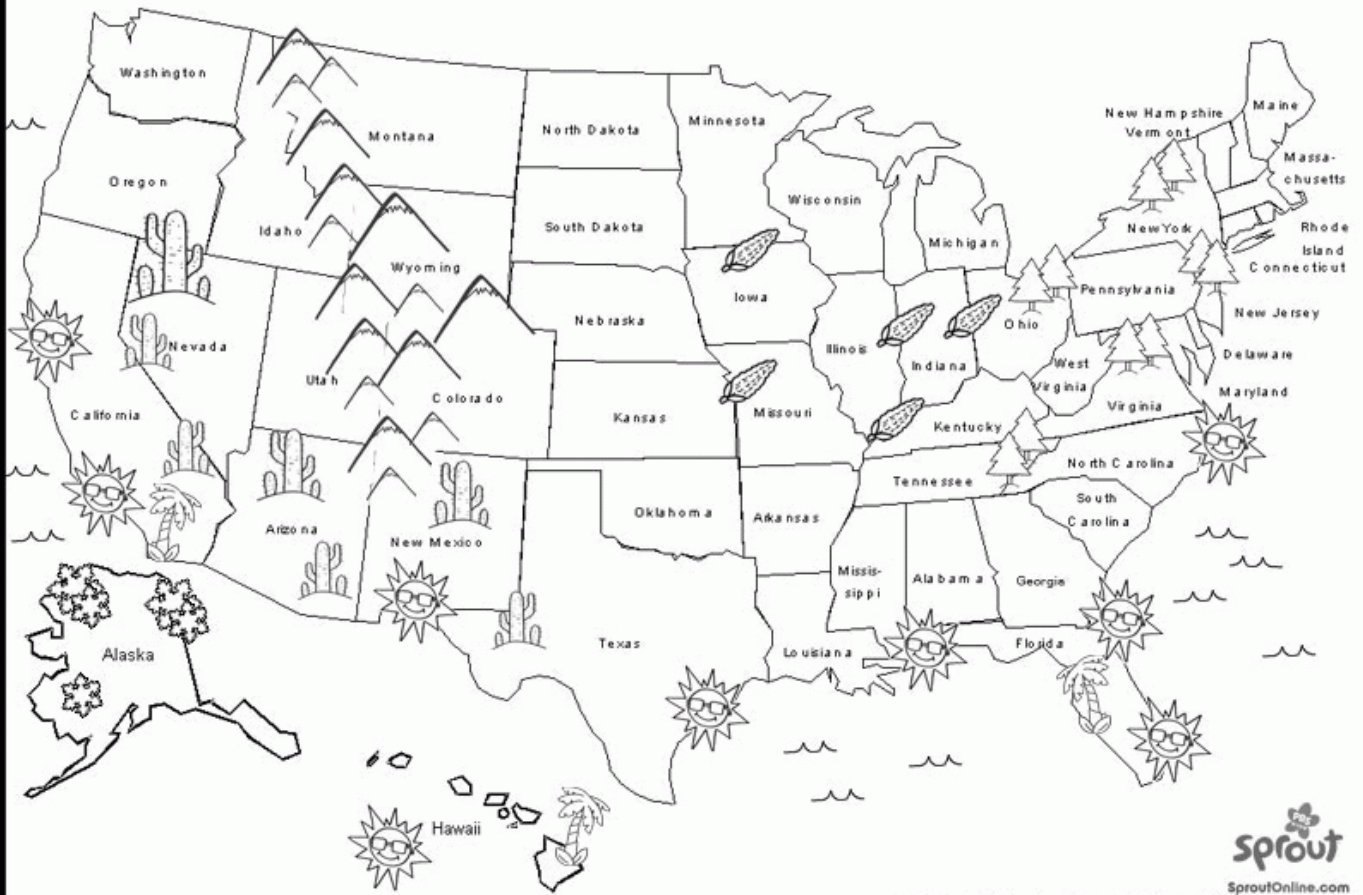 Washington
Montana
North Dakota
Minnesota
New Hampshire
Vermont
Maine
Massa-
chusetts
Oregon
Idaho
Wyoming
South Dakota
Wisconsin
Michigan
New York
Rhode
Island
Connecticut
Nevada
Utah
Colorado
Nebraska
Iowa
Illinois
Indiana
Ohio
Pennsylvania
New Jersey
Delaware
Maryland
West
Virginia
Virginia
California
Kansas
Missouri
Kentucky
Arizona
New Mexico
Oklahoma
Arkansas
Tennessee
North Carolina
South
Carolina
Texas
Louisiana
Missis-
sippi
Alabama
Georgia
Florida
Alaska
Hawaii
PBS
sprout
SproutOnline.com